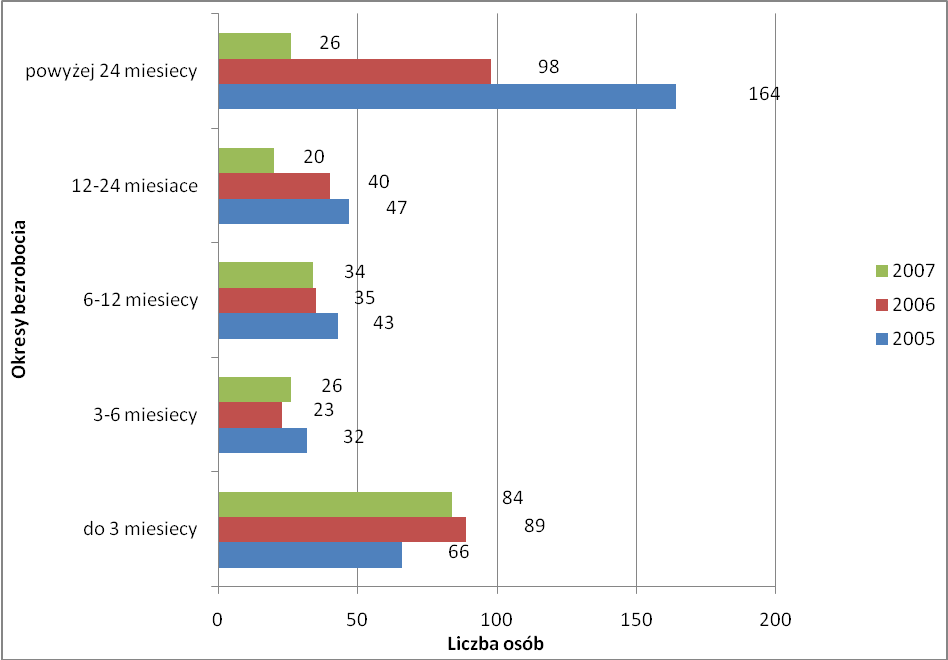 Okresy bezrobocia
powyżej 24 miesiecy
26
98
164
12-24 miesiace
20
40
47
6-12 miesiecy
34
35
43
3-6 miesiecy
26
23
32
do 3 miesiecy
84
89
66
0 50 100 150 200
Liczba osób
2007
2006
2005